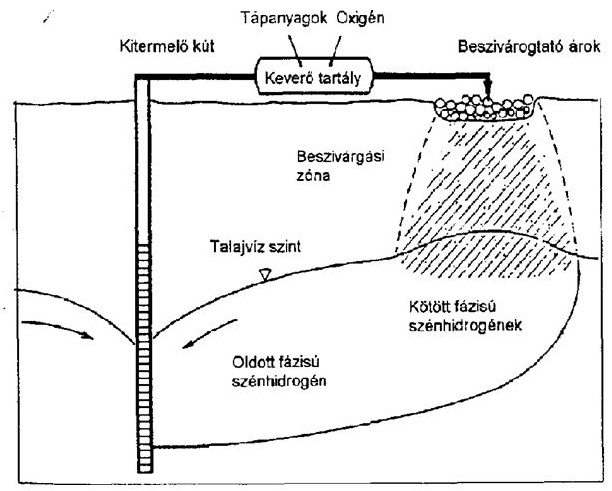 Tápanyagok Oxigén
Kitermelő kút
Beszivárogtató árok
Keverő tartály
Beszivárgási
zóna
Talajvíz szint
Kötött fázisú
szénhidrogének
Oldott fázisú
szénhidrogén